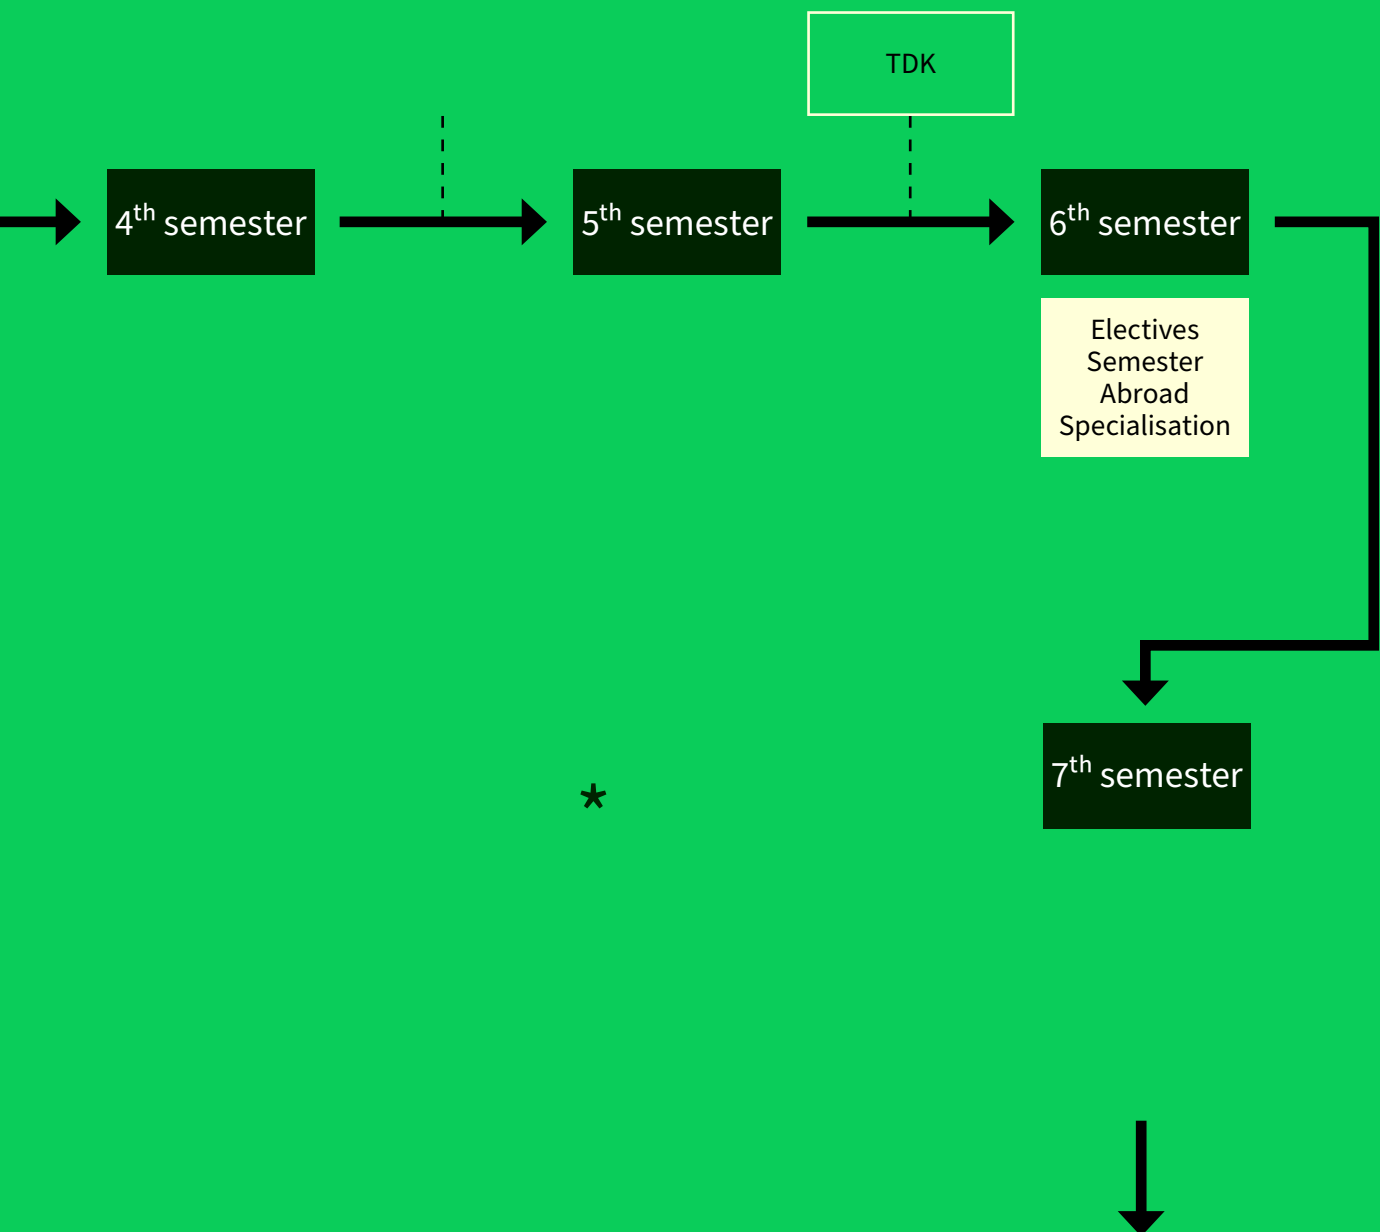 TDK
4th semester
5th semester
6th semester
Electives
Semester
Abroad
Specialisation
7th semester
*